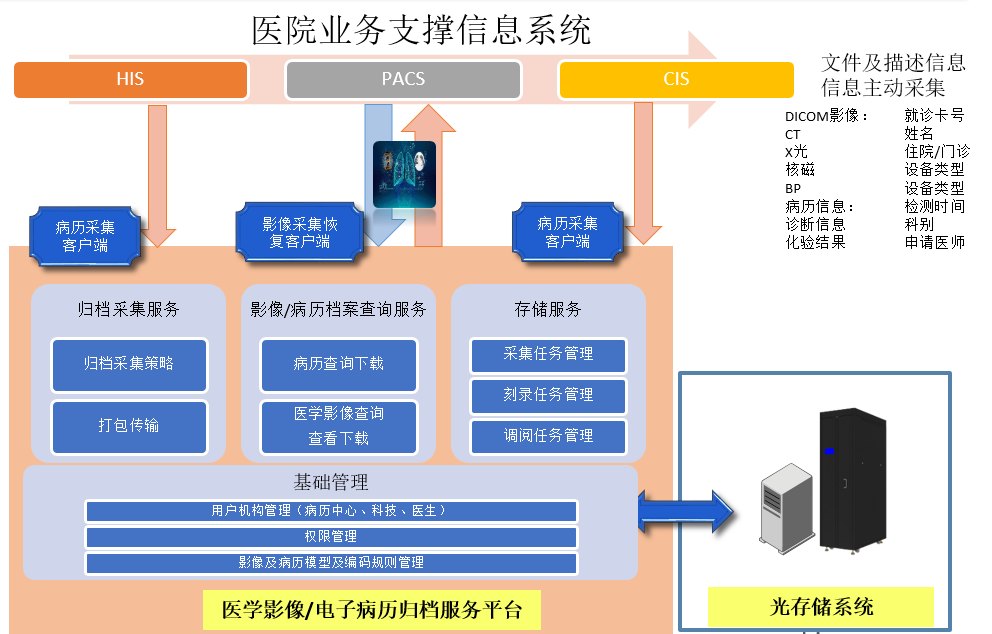 医院业务支撑信息系统
HIS
PACS
CIS
文件及描述信息
信息主动采集
DICOM影像： 就诊卡号
CT 姓名
X光 住院/门诊
核磁 设备类型
BP 设备类型
病历信息： 检测时间
诊断信息 科别
化验结果 申请医师
病历采集
客户端
影像采集恢
复客户端
病历采集
客户端
归档采集服务
归档采集策略
打包传输
影像/病历档案查询服务
病历查询下载
医学影像查询
查看下载
存储服务
采集任务管理
刻录任务管理
调阅任务管理
基础管理
用户机构管理（病历中心、科技、医生）
权限管理
影像及病历模型及编码规则管理
医学影像/电子病历归档服务平台
光存储系统